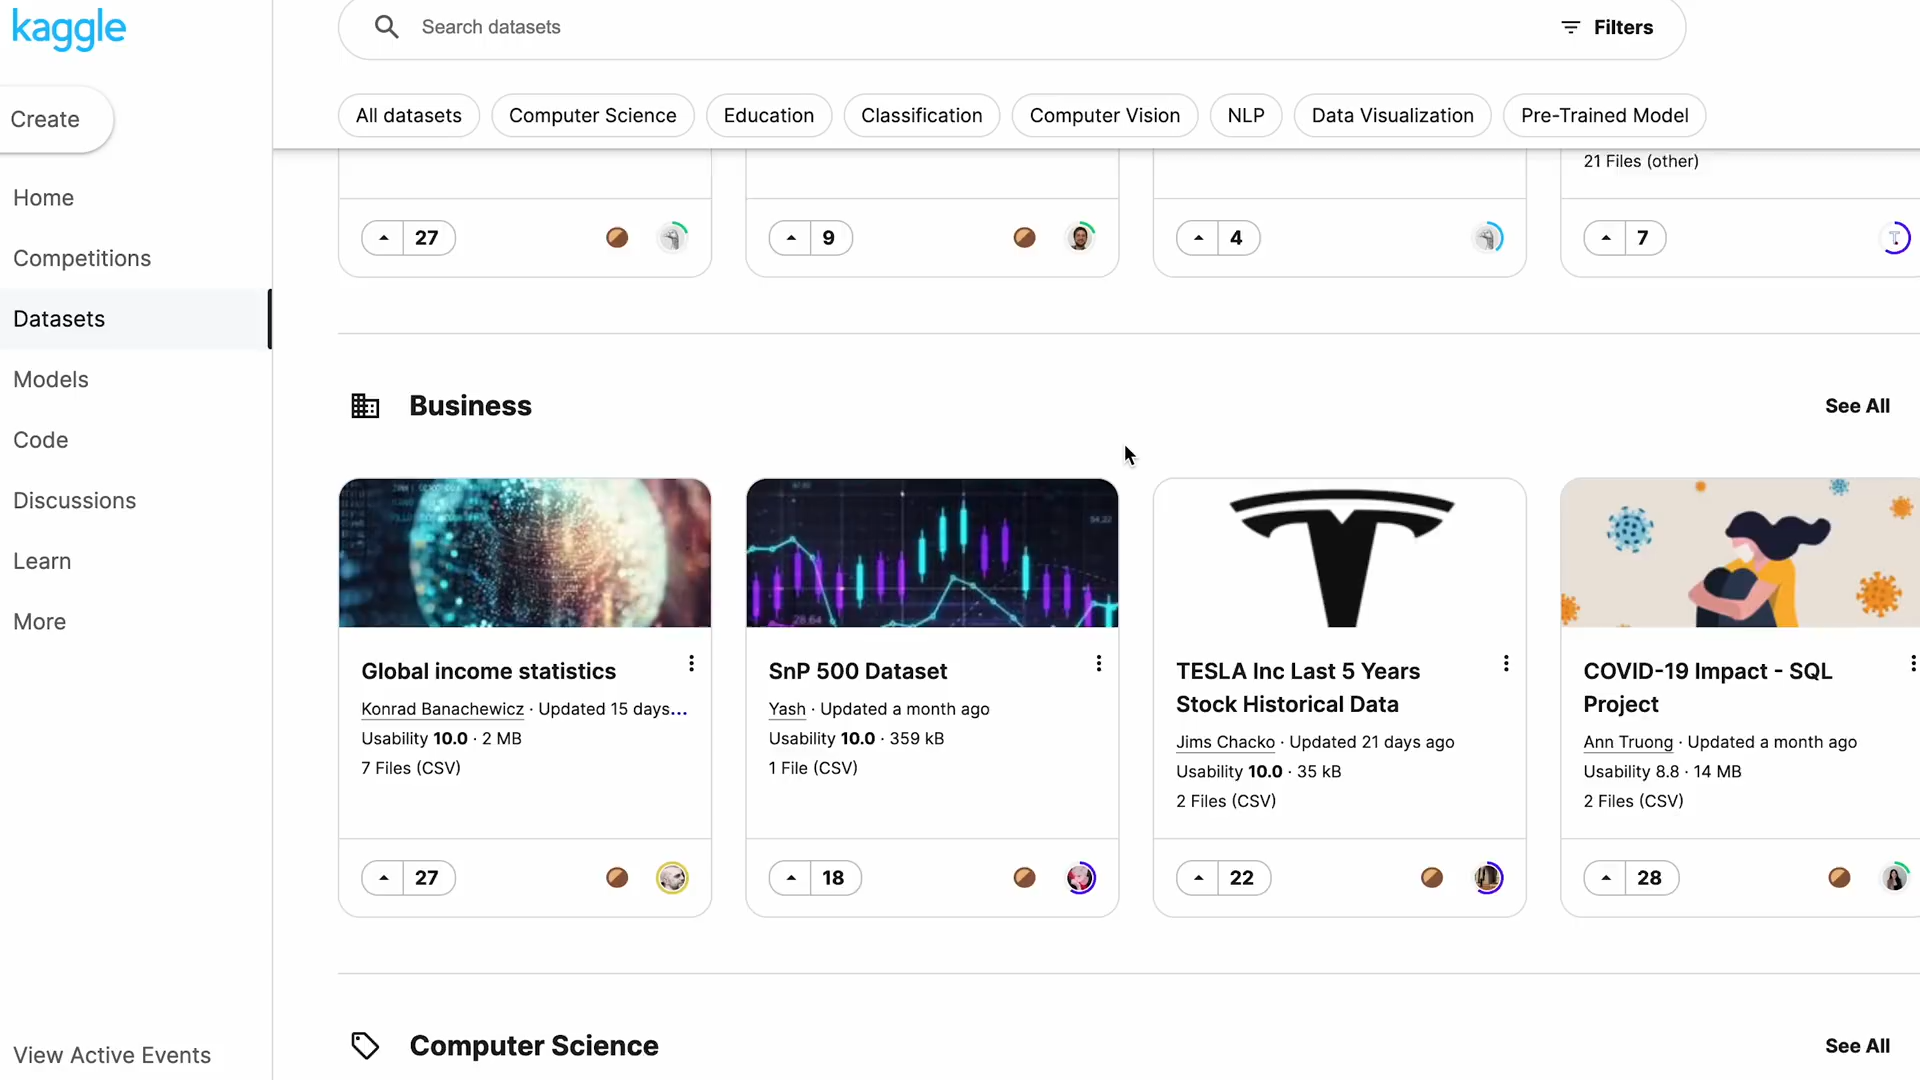 kaggle
Search datasets
Filters
Create
All datasets
Computer Science
Education
Classification
Computer Vision
NLP
Data Visualization
Pre-Trained Model
21 Files (other)
Home
27
9
4
7
Competitions
Datasets
Models
Business
See All
Code
Discussions
Learn
54,22
28.64
More
Global income statistics
Konrad Banachewicz · Updated 15 days...
Usability 10.0 · 2 MB
7 Files (CSV)
27
SnP 500 Dataset
Yash · Updated a month ago
Usability 10.0 · 359 kB
1 File (CSV)
18
TESLA Inc Last 5 Years
Stock Historical Data
Jims Chacko · Updated 21 days ago
Usability 10.0 · 35 kB
2 Files (CSV)
22
COVID-19 Impact - SQL
Project
Ann Truong · Updated a month ago
Usability 8.8 · 14 MB
2 Files (CSV)
28
Computer Science
See All
View Active Events